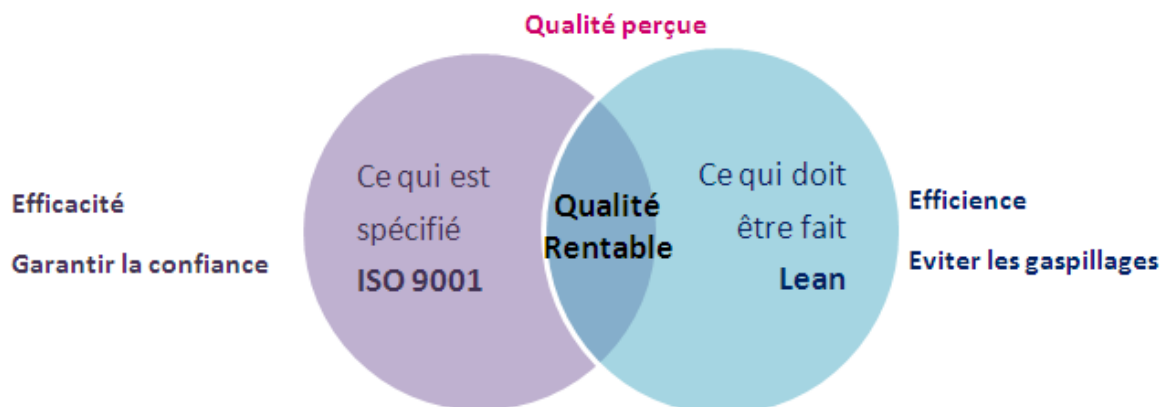 Qualité perçue
Efficacité
Garantir la confiance
Ce qui est
spécifié
ISO 9001
Qualité
Rentable
Ce qui doit
être fait
Lean
Efficience
Eviter les gaspillages